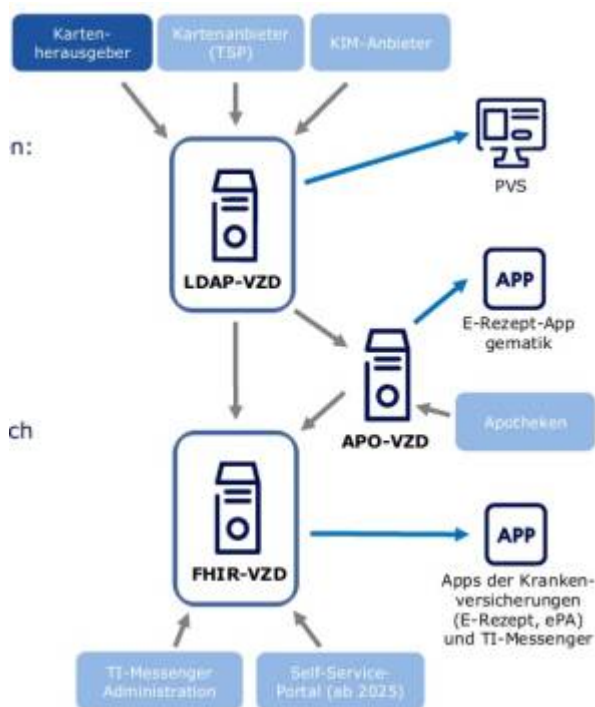 Karten-
herausgeber
Kartenanbieter
(TSP)
KIM-Anbieter
n:
PVS
LDAP-VZD
APP
E-Rezept-App
gematik
ch
APO-VZD
Apotheken
FHIR-VZD
APP
Apps der Kranken-
versicherungen
(E-Rezept, ePA)
und TI-Messenger
TI-Messenger
Administration
Self-Service-
Portal (ab 2025)